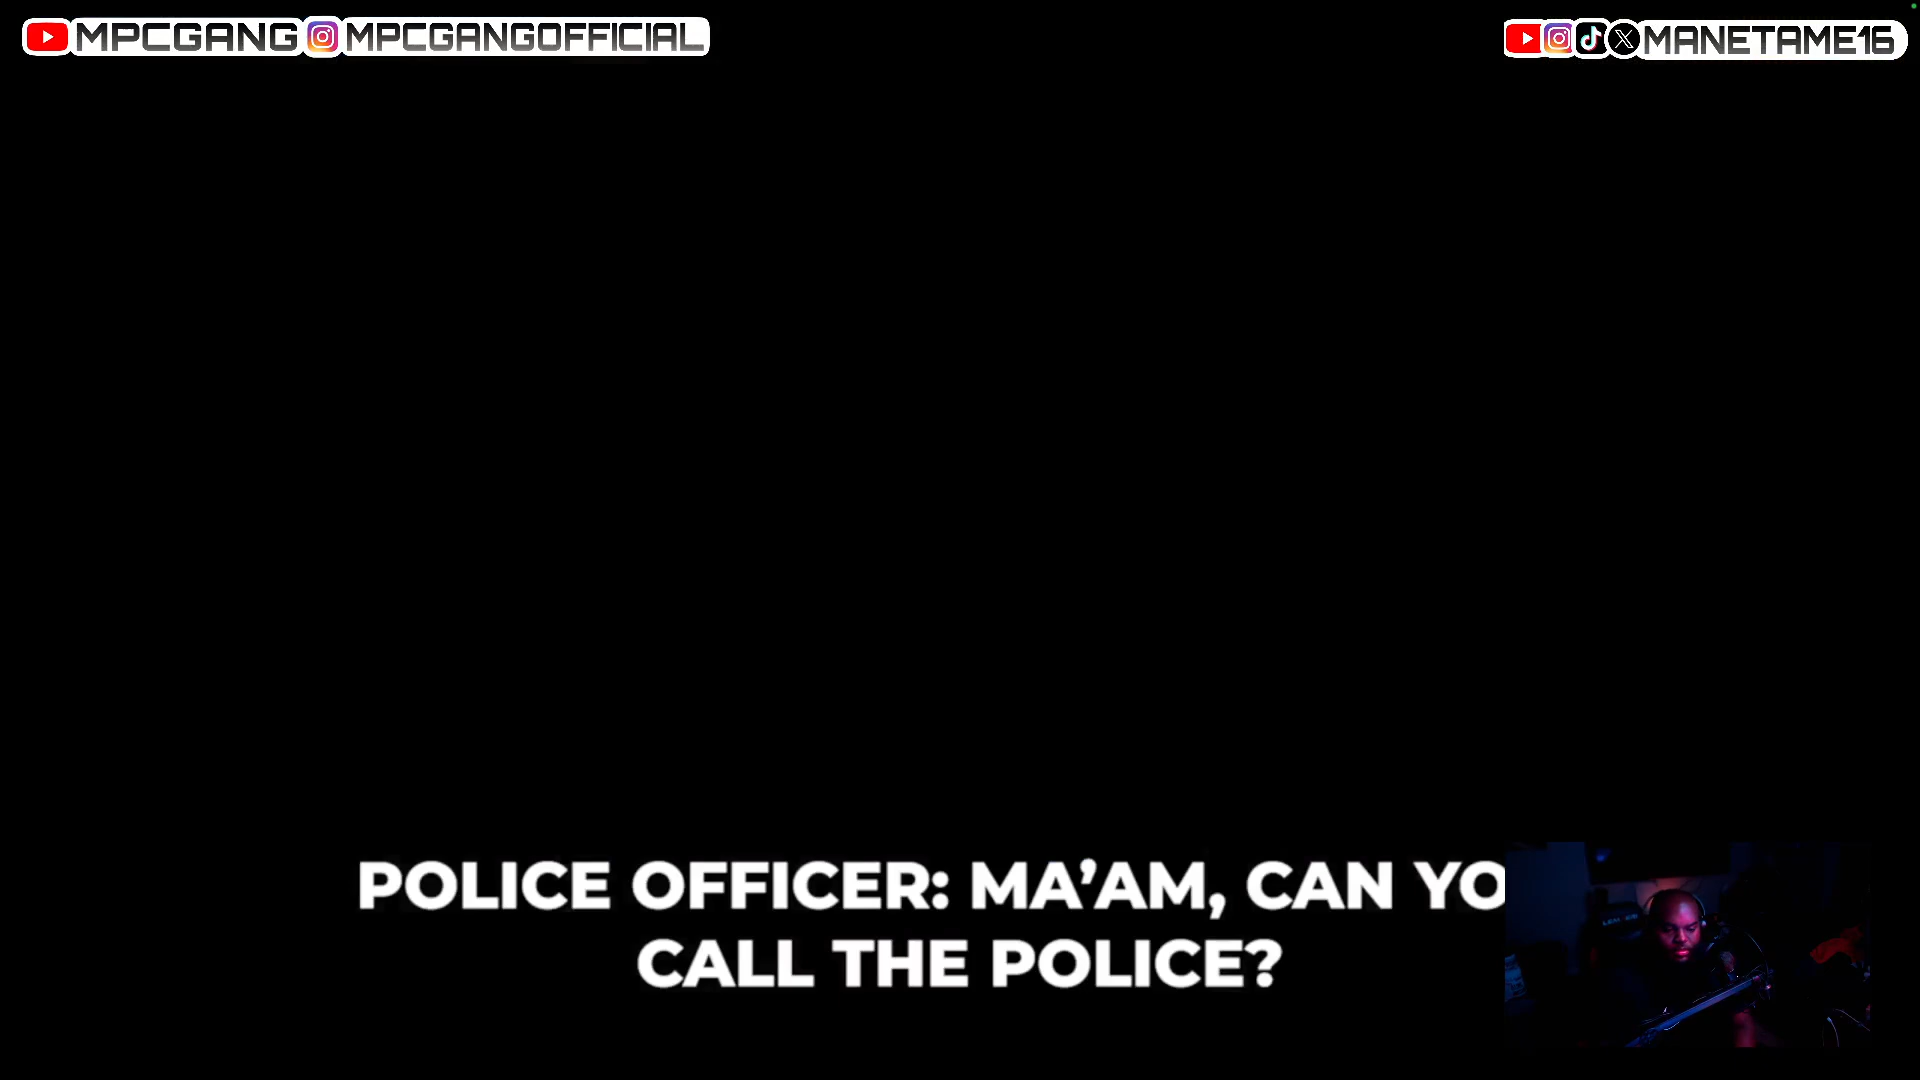 MPCGANG MPCGANGOFFICIAL
MANETAME16
POLICE OFFICER: MA’AM, CAN YO
CALL THE POLICE?